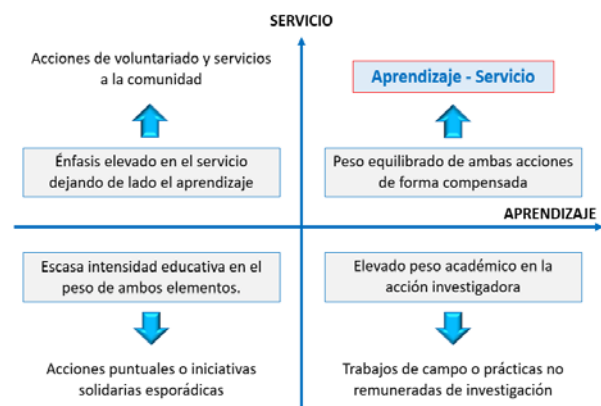 SERVICIO
Acciones de voluntariado y servicios
a la comunidad
Aprendizaje - Servicio
Énfasis elevado en el servicio
dejando de lado el aprendizaje
Peso equilibrado de ambas acciones
de forma compensada
APRENDIZAJE
Escasa intensidad educativa en el
peso de ambos elementos.
Elevado peso académico en la
acción investigadora
Acciones puntuales o iniciativas
solidarias esporádicas
Trabajos de campo o prácticas no
remuneradas de investigación